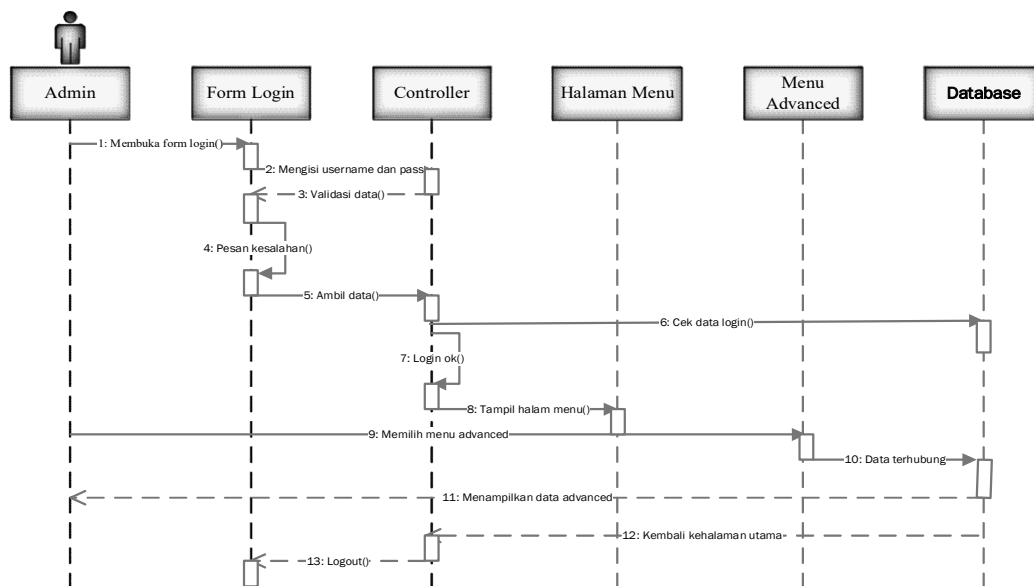 Admin
Form Login
Controller
Halaman Menu
Menu
Advanced
Database
1: Membuka form login()
2: Mengisi username dan pass
3: Validasi data()
4: Pesan kesalahan()
5: Ambil data()
6: Cek data login()
7: Login ok()
8: Tampil halam menu()
9: Memilih menu advanced
10: Data terhubung
11: Menampilkan data advanced
12: Kembali kehalaman utama
13: Logout()